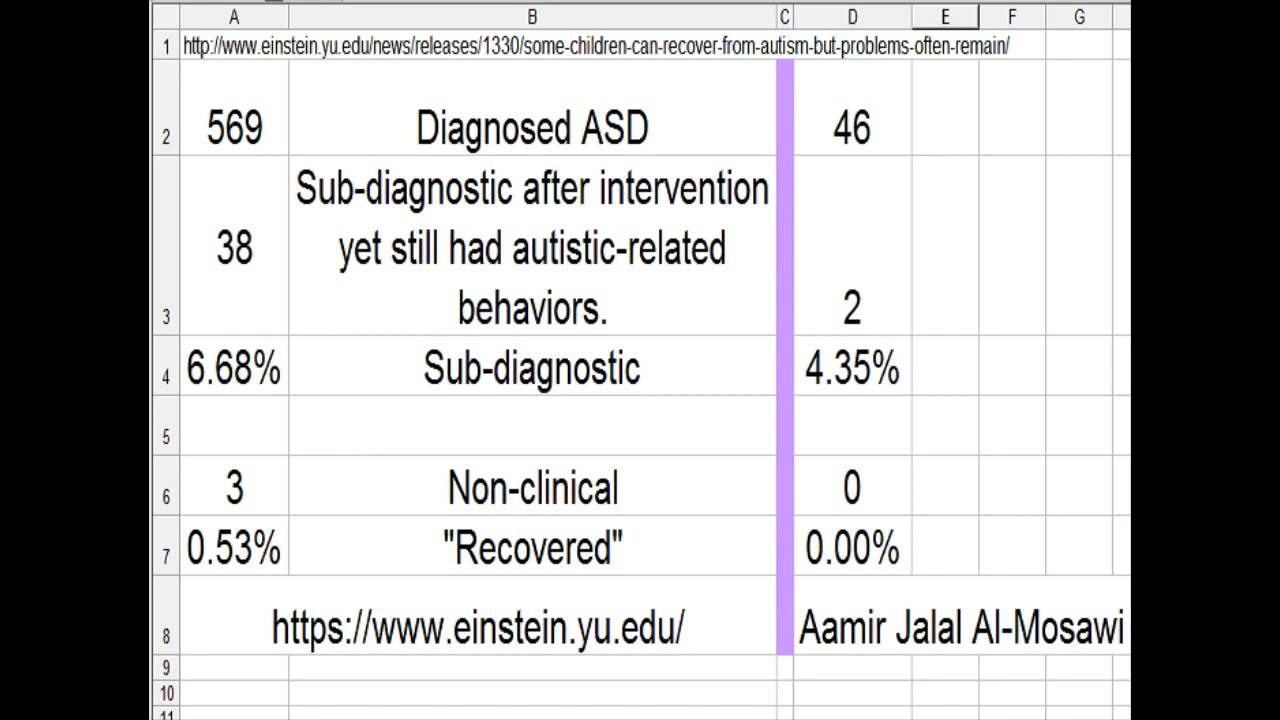 A B C D E F G
1 http://www.einstein.yu.edu/news/releases/1330/some-children-can-recover-from-autism-but-problems-often-remain/
2 569 Diagnosed ASD 46
Sub-diagnostic after intervention
38 yet still had autistic-related
3 behaviors. 2
4 6.68% Sub-diagnostic 4.35%
5
6 3 Non-clinical 0
7 0.53% "Recovered" 0.00%
8 https://www.einstein.yu.edu/ Aamir Jalal Al-Mosawi
9
10
11